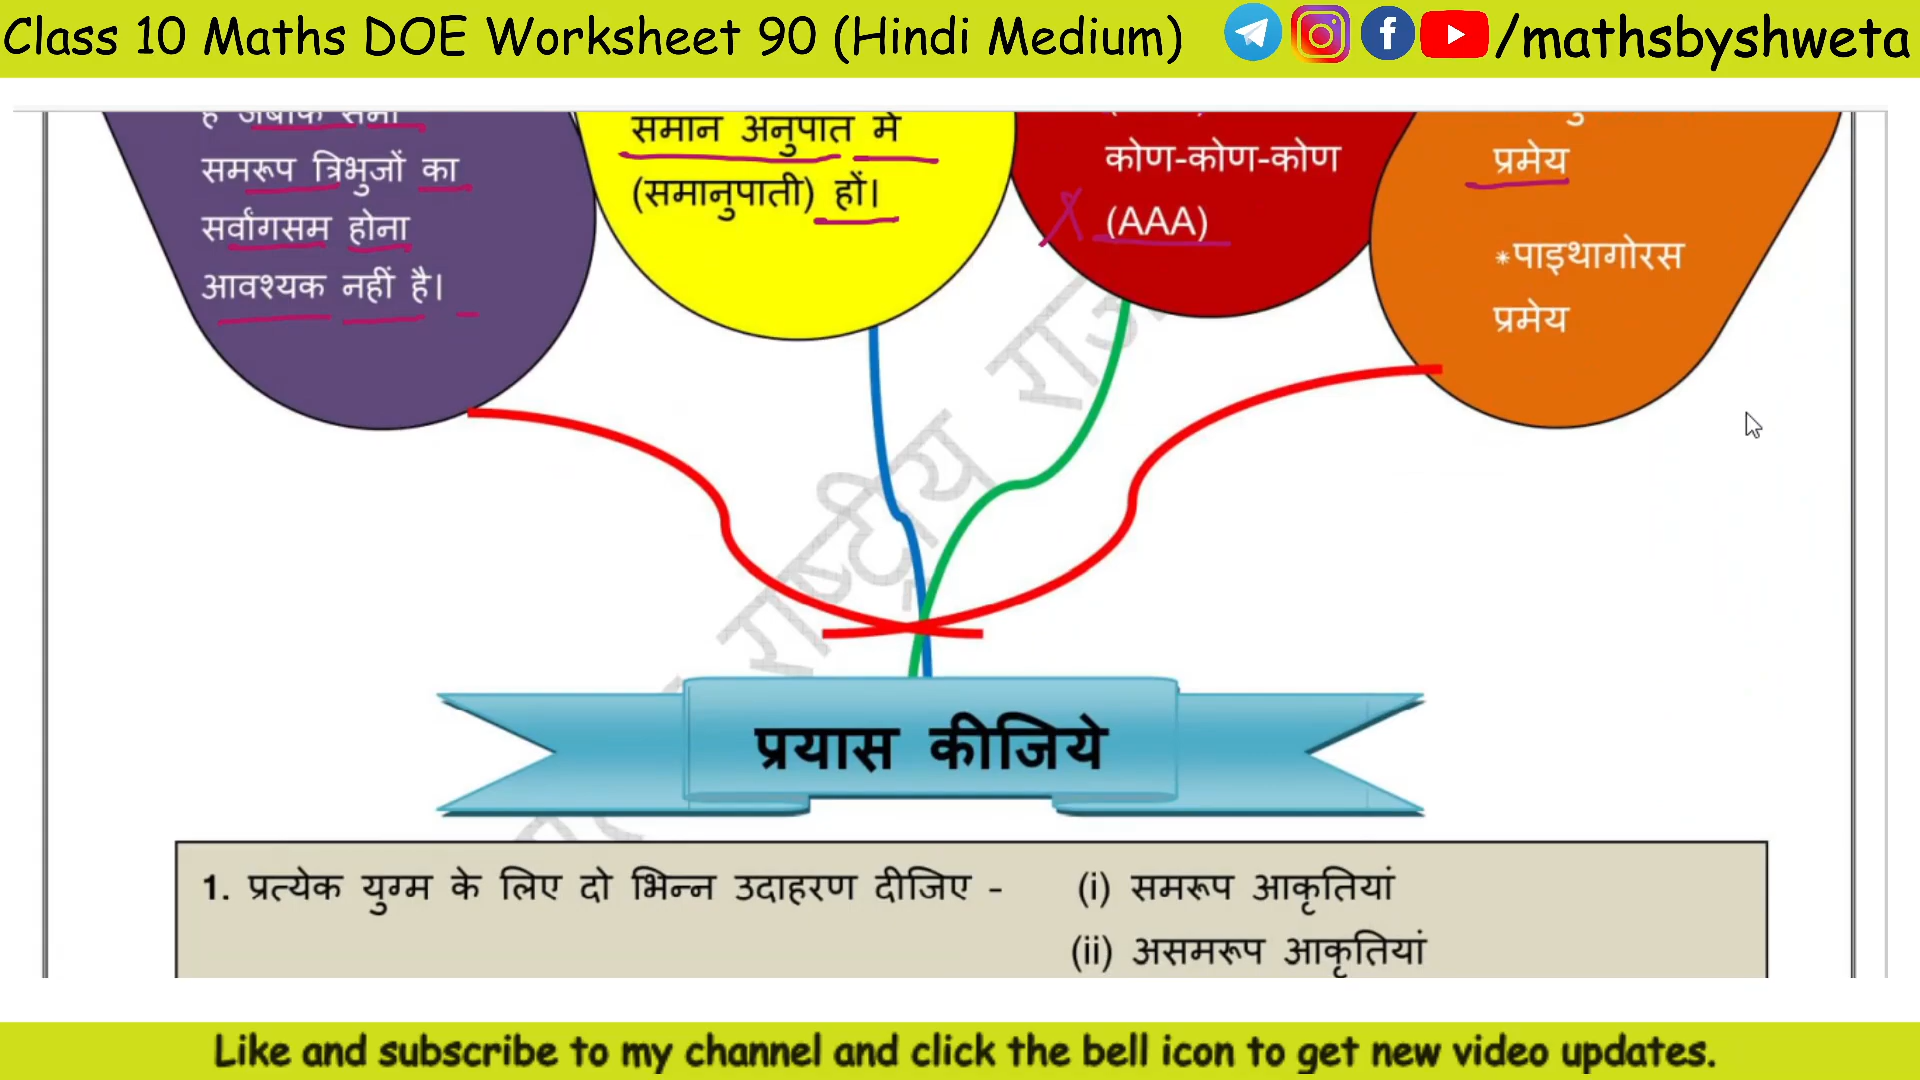 Class 10 Maths DOE Worksheet 90 (Hindi Medium)
/mathsbyshweta
है जबकि सभी
समरूप त्रिभुजों का
सर्वांगसम होना
आवश्यक नहीं है।
समान अनुपात में
(समानुपाती) हों।
कोण-कोण-कोण
(AAA)
प्रमेय
*पाइथागोरस
प्रमेय
राष्ट्रीय
प्रयास कीजिये
1. प्रत्येक युग्म के लिए दो भिन्न उदाहरण दीजिए - (i) समरूप आकृतियां
(ii) असमरूप आकृतियां
Like and subscribe to my channel and click the bell icon to get new video updates.